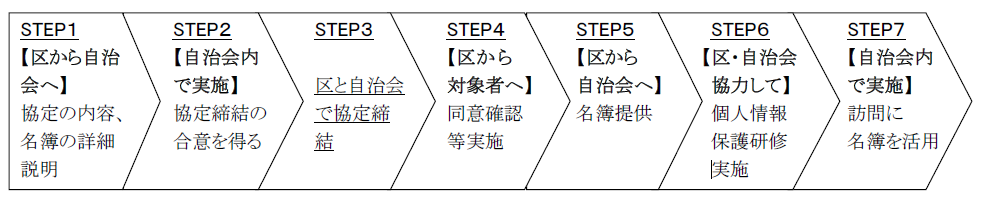 STEP1
【区から自治
会へ】
協定の内容、
名簿の詳細
説明
STEP2
【自治会内
で実施】
協定締結の
合意を得る
STEP3
区と自治会
で協定締
結
STEP4
【区から
対象者へ】
同意確認
等実施
STEP5
【区から
自治会へ】
名簿提供
STEP6
【区・自治会
協力して】
個人情報
保護研修
実施
STEP7
【自治会内
で実施】
訪問に
名簿を活用